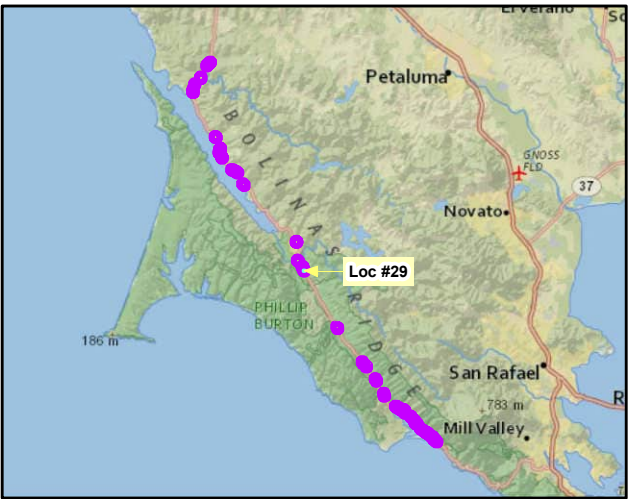 El Verano
Petaluma
GNOSS
FLD
37
BOLINAS RIDGE
Novato
Loc #29
PHILLIP
BURTON
186 m
San Rafael
783 m
Mill Valley